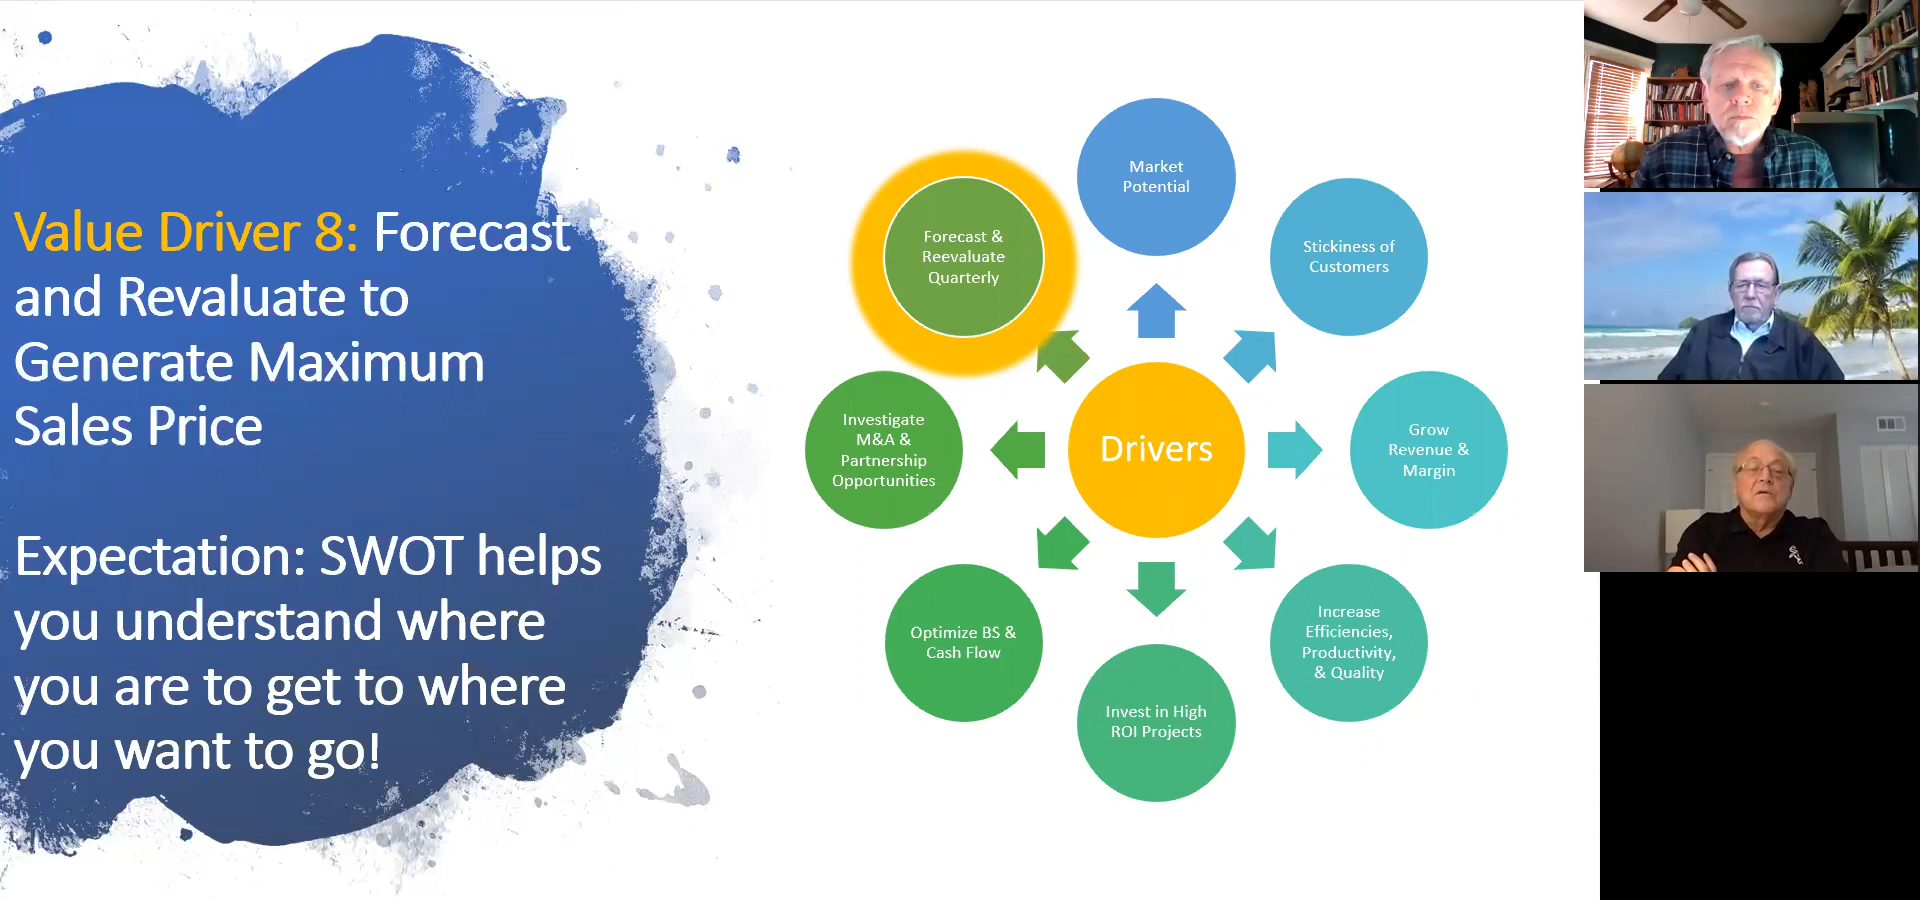 Value Driver 8: Forecast
and Revaluate to
Generate Maximum
Sales Price
Expectation: SWOT helps
you understand where
you are to get to where
you want to go!
Market
Potential
Stickiness of
Customers
Grow
Revenue &
Margin
Increase
Efficiencies,
Productivity,
& Quality
Invest in High
ROI Projects
Optimize BS &
Cash Flow
Investigate
M&A &
Partnership
Opportunities
Forecast &
Reevaluate
Quarterly
Drivers